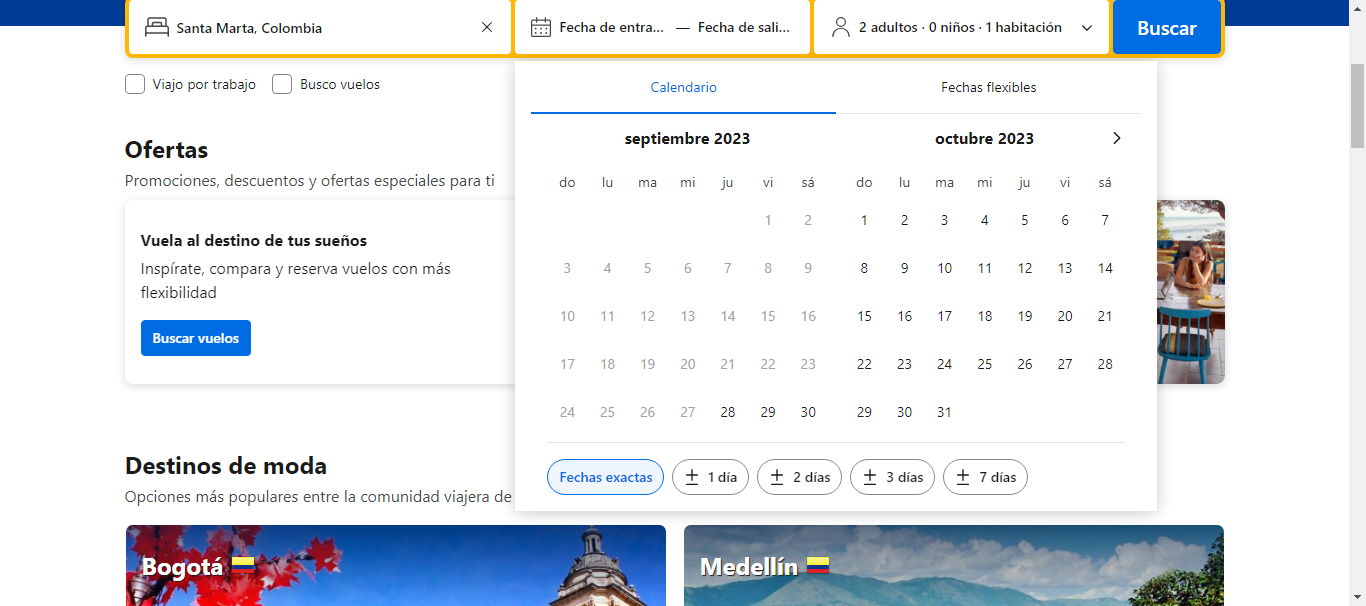 Santa Marta, Colombia
Fecha de entra... — Fecha de sali...
2 adultos · 0 niños · 1 habitación
Buscar
Viajo por trabajo
Busco vuelos
Calendario
Fechas flexibles
septiembre 2023
do lu ma mi ju vi sá
1 2
3 4 5 6 7 8 9
10 11 12 13 14 15 16
17 18 19 20 21 22 23
24 25 26 27 28 29 30
octubre 2023
do lu ma mi ju vi sá
1 2 3 4 5 6 7
8 9 10 11 12 13 14
15 16 17 18 19 20 21
22 23 24 25 26 27 28
29 30 31
Fechas exactas
± 1 día
± 2 días
± 3 días
± 7 días
Ofertas
Promociones, descuentos y ofertas especiales para ti
Vuela al destino de tus sueños
Inspírate, compara y reserva vuelos con más
flexibilidad
Buscar vuelos
Destinos de moda
Opciones más populares entre la comunidad viajera de
Bogotá
Medellín